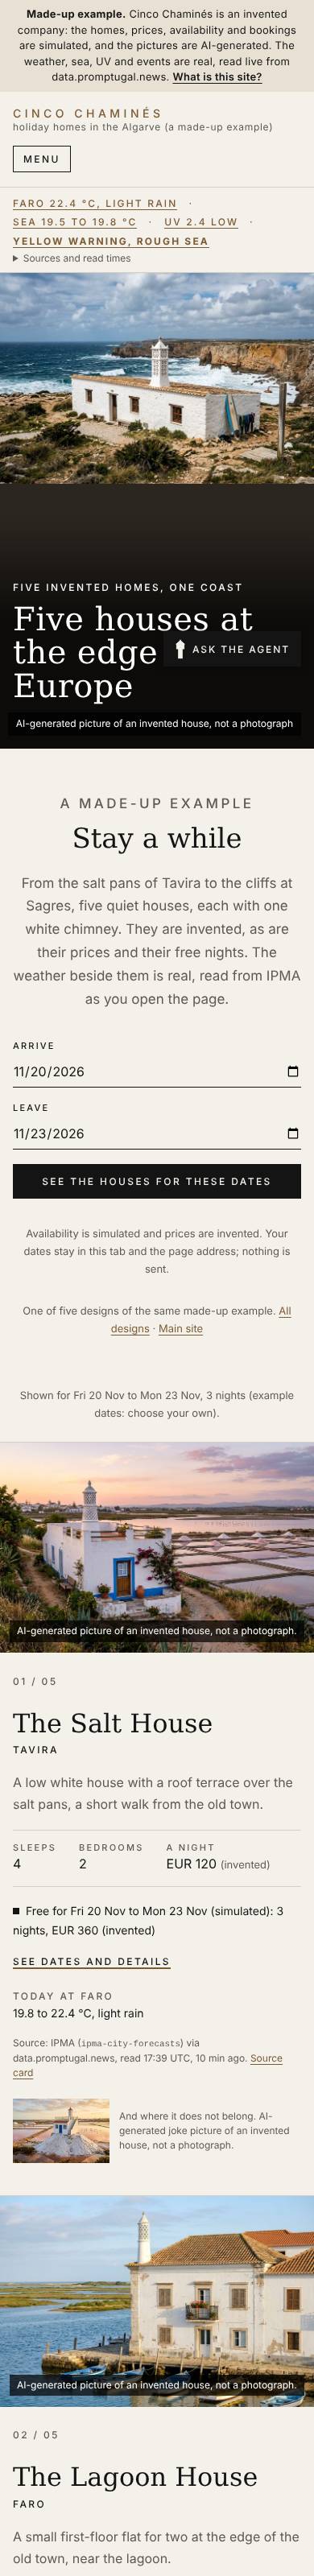 Made-up example. Cinco Chaminés is an invented
company: the homes, prices, availability and bookings
are simulated, and the pictures are AI-generated. The
weather, sea, UV and events are real, read live from
data.promptugal.news. What is this site?
CINCO CHAMINÉS
holiday homes in the Algarve (a made-up example)
MENU
FARO 22.4 °C, LIGHT RAIN ·
SEA 19.5 TO 19.8 °C · UV 2.4 LOW ·
YELLOW WARNING, ROUGH SEA
▶ Sources and read times
FIVE INVENTED HOMES, ONE COAST
Five houses at
the edge
ASK THE AGENT
Europe
AI-generated picture of an invented house, not a photograph
A MADE-UP EXAMPLE
Stay a while
From the salt pans of Tavira to the cliffs at
Sagres, five quiet houses, each with one
white chimney. They are invented, as are
their prices and their free nights. The
weather beside them is real, read from IPMA
as you open the page.
ARRIVE
11/20/2026
LEAVE
11/23/2026
SEE THE HOUSES FOR THESE DATES
Availability is simulated and prices are invented. Your
dates stay in this tab and the page address; nothing is
sent.
One of five designs of the same made-up example. All
designs · Main site
Shown for Fri 20 Nov to Mon 23 Nov, 3 nights (example
dates: choose your own).
AI-generated picture of an invented house, not a photograph.
01 / 05
The Salt House
TAVIRA
A low white house with a roof terrace over the
salt pans, a short walk from the old town.
SLEEPS BEDROOMS A NIGHT
4 2 EUR 120 (invented)
Free for Fri 20 Nov to Mon 23 Nov (simulated): 3
nights, EUR 360 (invented)
SEE DATES AND DETAILS
TODAY AT FARO
19.8 to 22.4 °C, light rain
Source: IPMA (ipma-city-forecasts) via
data.promptugal.news, read 17:39 UTC, 10 min ago. Source
card
And where it does not belong. AI-
generated joke picture of an invented
house, not a photograph.
AI-generated picture of an invented house, not a photograph.
02 / 05
The Lagoon House
FARO
A small first-floor flat for two at the edge of the
old town, near the lagoon.